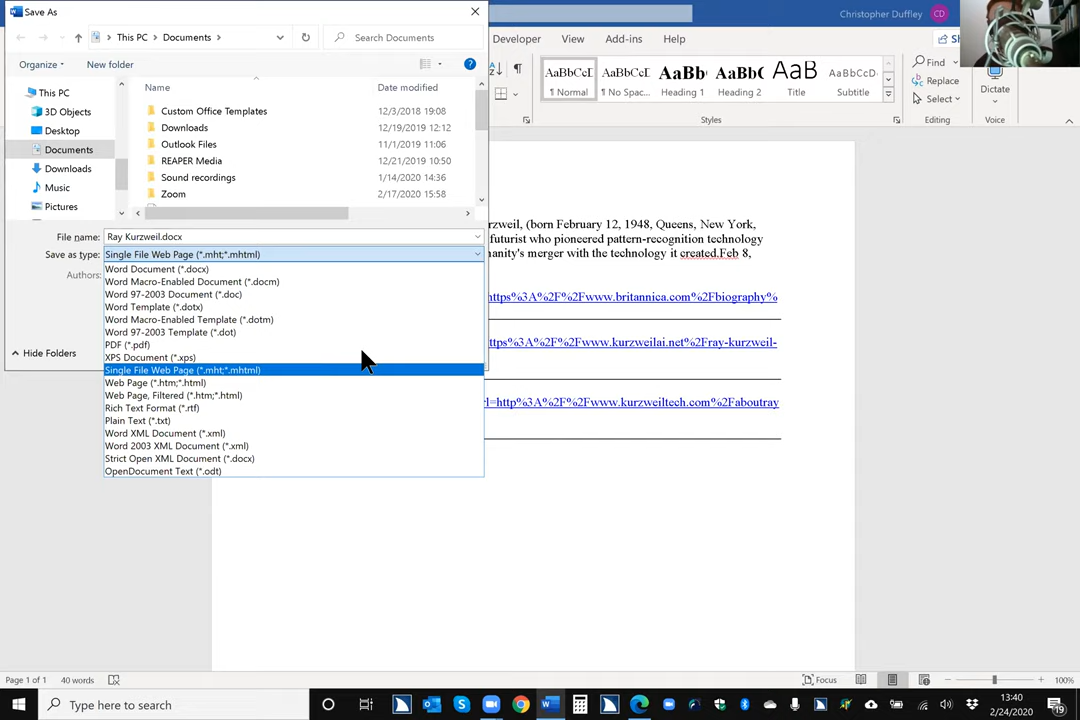 Save As
Christopher Duffley CD
This PC Documents
Search Documents
Developer View Add-ins Help
Sh
Organize New folder
Name Date modified
This PC
3D Objects
Desktop
Documents
Downloads
Music
Pictures
Custom Office Templates 12/3/2018 19:08
Downloads 12/19/2019 12:12
Outlook Files 11/1/2019 11:06
REAPER Media 12/21/2019 10:50
Sound recordings 1/14/2020 14:36
Zoom 2/17/2020 15:58
AaBbCcD AaBbCcD AaBb( AaBb( AaB AaBbCcD
¶ Normal ¶ No Spac... Heading 1 Heading 2 Title Subtitle
Styles
Find
Replace
Select
Editing
Dictate
Voice
File name: Ray Kurzweil.docx
Save as type: Single File Web Page (*.mht;*.mhtml)
Authors:
Hide Folders
Word Document (*.docx)
Word Macro-Enabled Document (*.docm)
Word 97-2003 Document (*.doc)
Word Template (*.dotx)
Word Macro-Enabled Template (*.dotm)
Word 97-2003 Template (*.dot)
PDF (*.pdf)
XPS Document (*.xps)
Single File Web Page (*.mht;*.mhtml)
Web Page (*.htm;*.html)
Web Page, Filtered (*.htm;*.html)
Rich Text Format (*.rtf)
Plain Text (*.txt)
Word XML Document (*.xml)
Word 2003 XML Document (*.xml)
Strict Open XML Document (*.docx)
OpenDocument Text (*.odt)
rzweil, (born February 12, 1948, Queens, New York,
futurist who pioneered pattern-recognition technology
nanity's merger with the technology it created.Feb 8,
https%3A%2F%2Fwww.britannica.com%2Fbiography%
ttps%3A%2F%2Fwww.kurzweilai.net%2Fray-kurzweil-
rl=http%3A%2F%2Fwww.kurzweiltech.com%2Faboutray
Page 1 of 1 40 words Focus 100%
Type here to search
13:40
2/24/2020
19